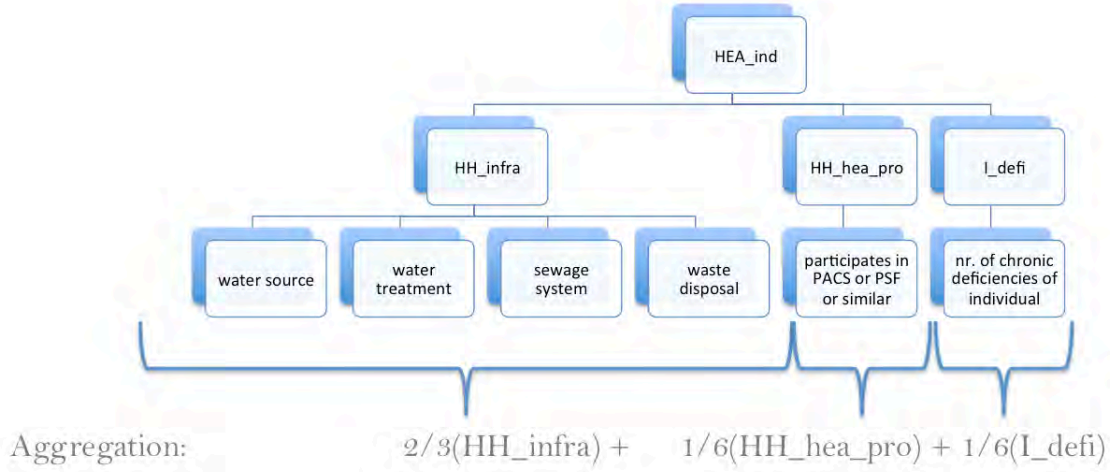 HEA_ind
HH_infra
HH_hea_pro
I_defi
water source
water
treatment
sewage
system
waste
disposal
participates in
PACS or PSF
or similar
nr. of chronic
deficiencies of
individual
Aggregation: 2/3(HH_infra) + 1/6(HH_hea_pro) + 1/6(I_defi)